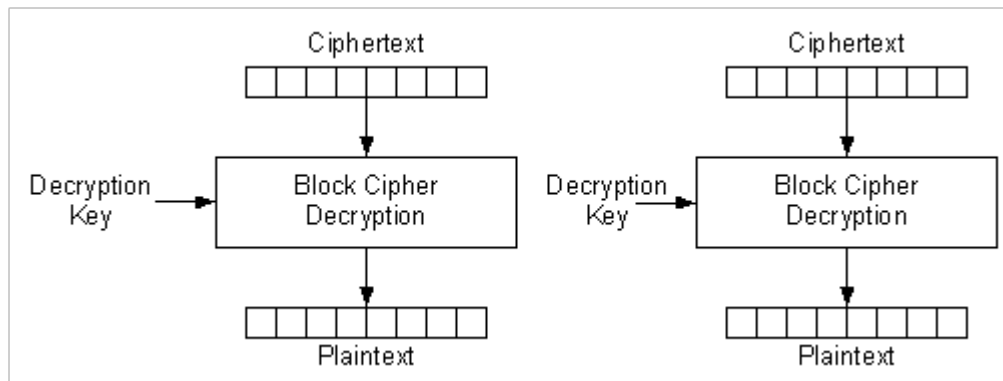 Ciphertext
Decryption
Key
Block Cipher
Decryption
Plaintext
Ciphertext
Decryption
Key
Block Cipher
Decryption
Plaintext